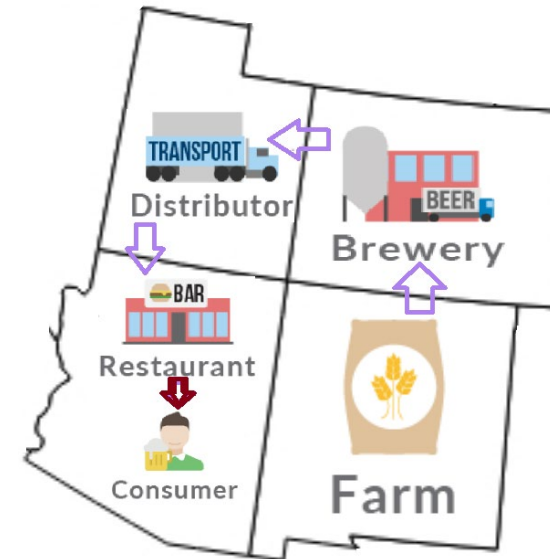 TRANSPORT
Distributor
BEER
Brewery
BAR
Restaurant
Consumer
Farm